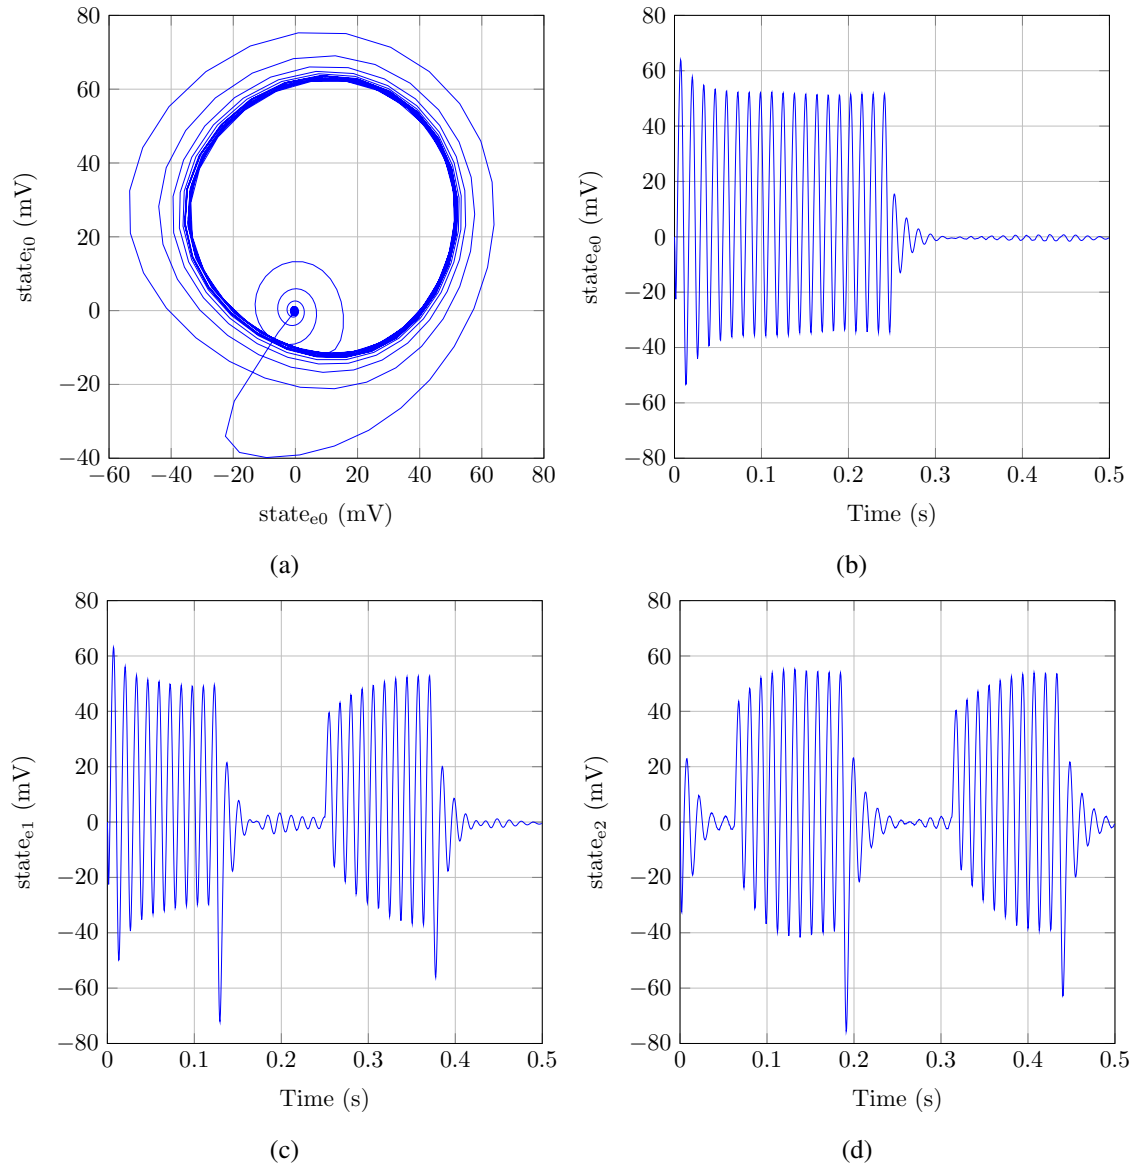 80
60
40
20
0
−20
−40
−60 −40 −20 0 20 40 60 80
state_e0 (mV)
state_i0 (mV)
(a)
80
60
40
20
0
−20
−40
−60
−80
0 0.1 0.2 0.3 0.4 0.5
Time (s)
state_e0 (mV)
(b)
80
60
40
20
0
−20
−40
−60
−80
0 0.1 0.2 0.3 0.4 0.5
Time (s)
state_e1 (mV)
(c)
80
60
40
20
0
−20
−40
−60
−80
0 0.1 0.2 0.3 0.4 0.5
Time (s)
state_e2 (mV)
(d)